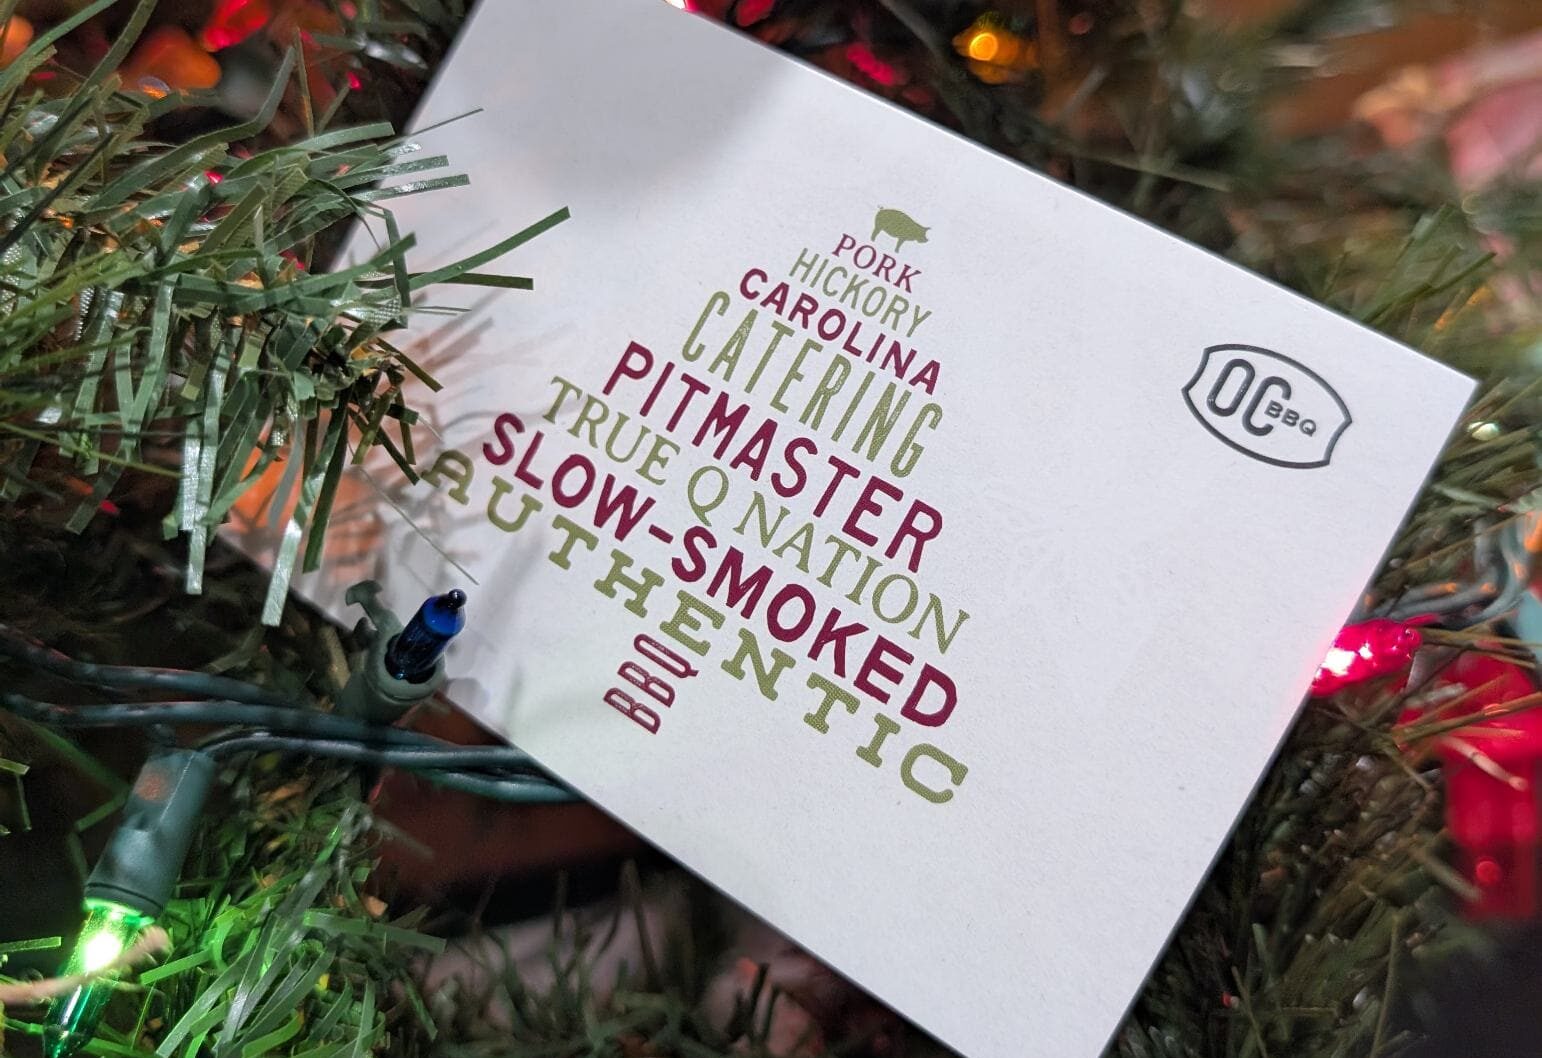 PORK
HICKORY
CAROLINA
CATERING
PITMASTER
TRUE Q NATION
SLOW-SMOKED
AUTHENTIC
BBQ
OC BBQ